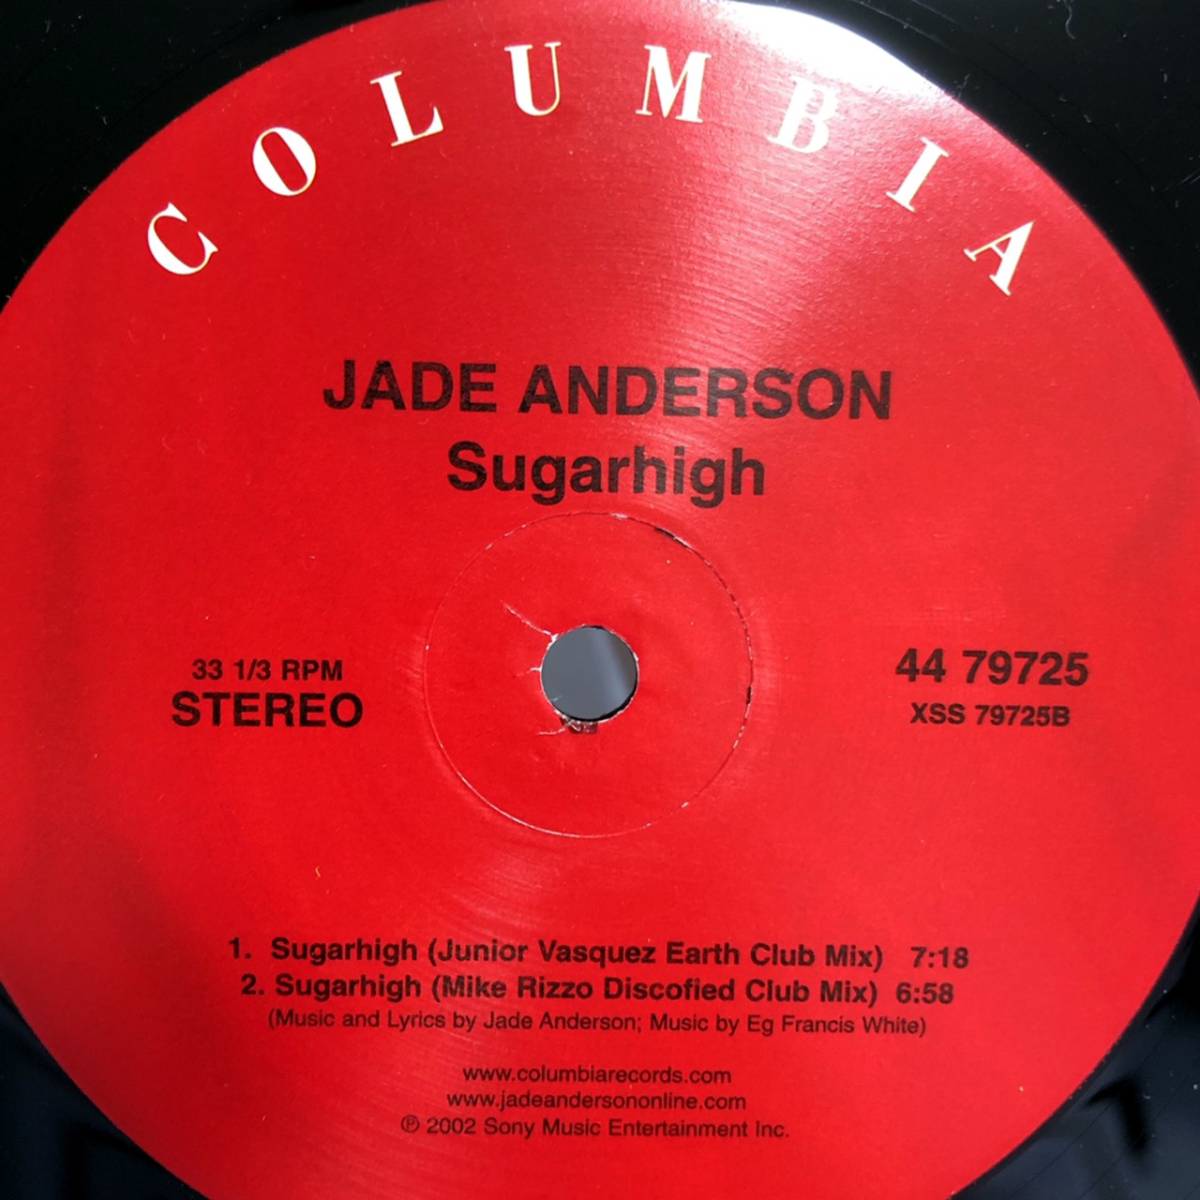 COLUMBIA
JADE ANDERSON
Sugarhigh
33 1/3 RPM
STEREO
44 79725
XSS 79725B
1. Sugarhigh (Junior Vasquez Earth Club Mix) 7:18
2. Sugarhigh (Mike Rizzo Discofied Club Mix) 6:58
(Music and Lyrics by Jade Anderson; Music by Eg Francis White)
www.columbiarecords.com
www.jadeandersononline.com
℗ 2002 Sony Music Entertainment Inc.